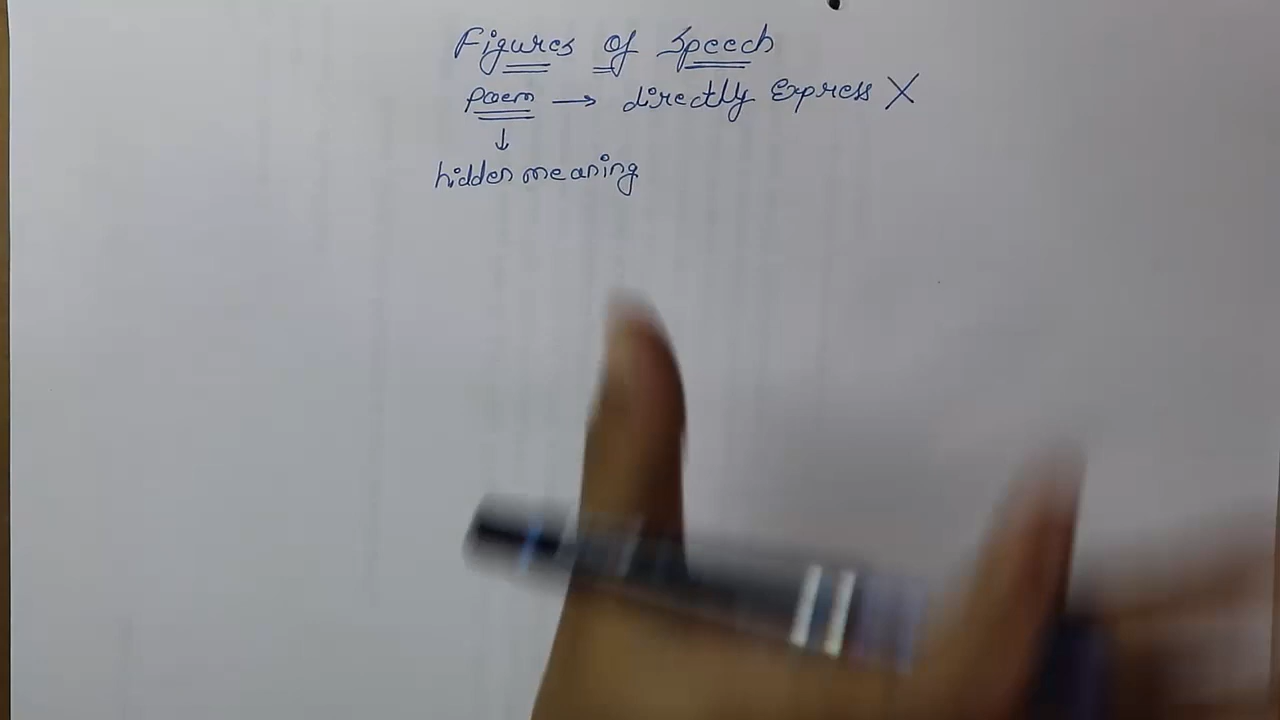 Figures of Speech
Poem → directly Express X
↓
hidden meaning